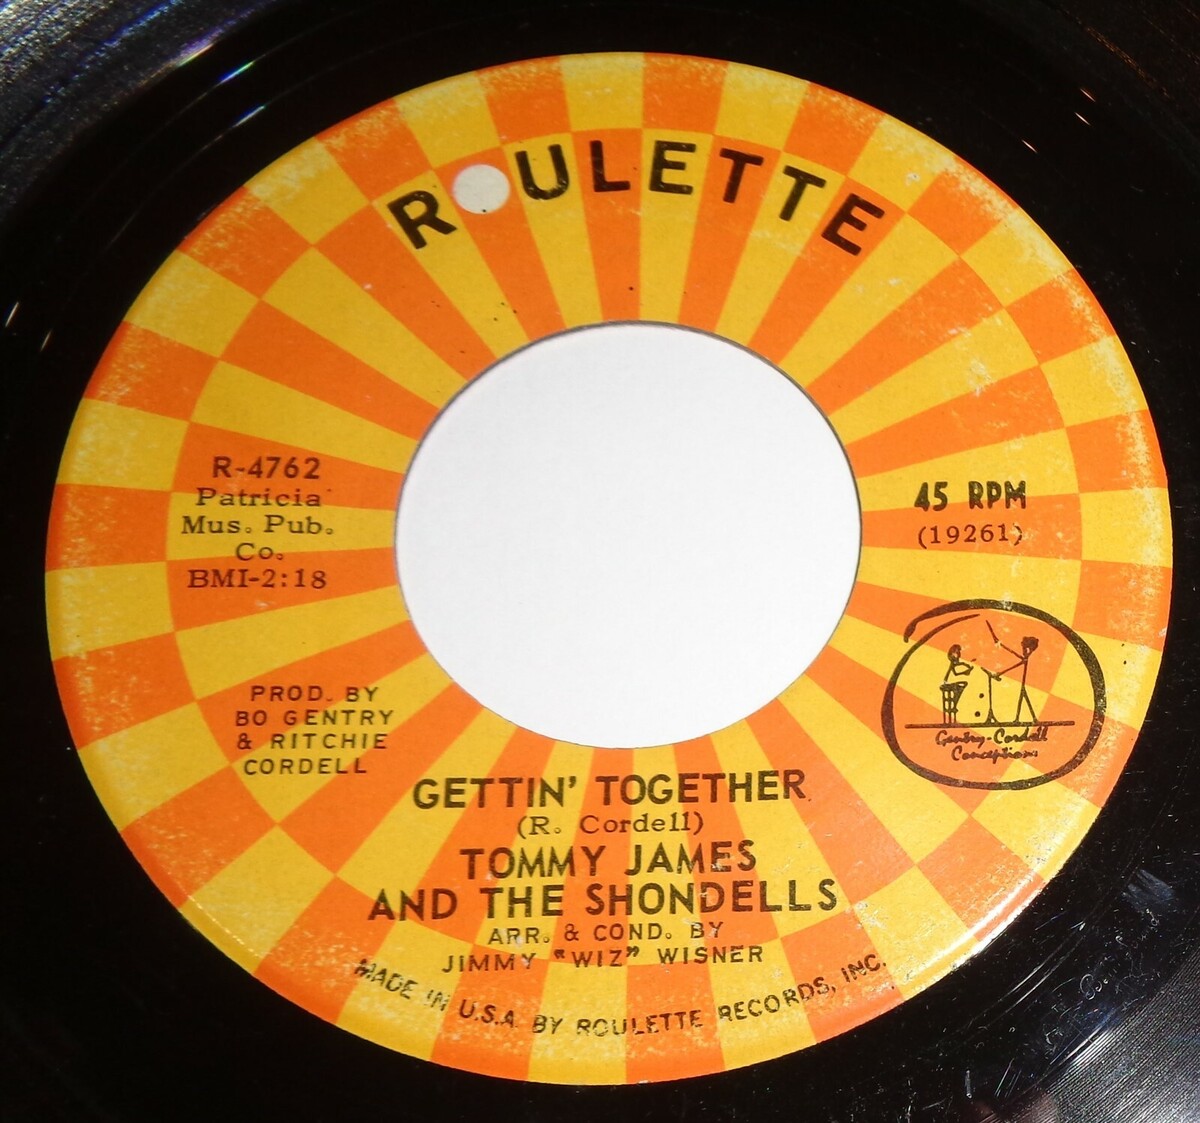 ROULETTE
R-4762
Patricia
Mus. Pub.
Co.
BMI-2:18
45 RPM
(19261)
PROD. BY
BO GENTRY
& RITCHIE
CORDELL
Gentry-Cordell
Conceptions
GETTIN' TOGETHER
(R. Cordell)
TOMMY JAMES
AND THE SHONDELLS
ARR. & COND. BY
JIMMY "WIZ" WISNER
MADE IN U.S.A. BY ROULETTE RECORDS, INC.